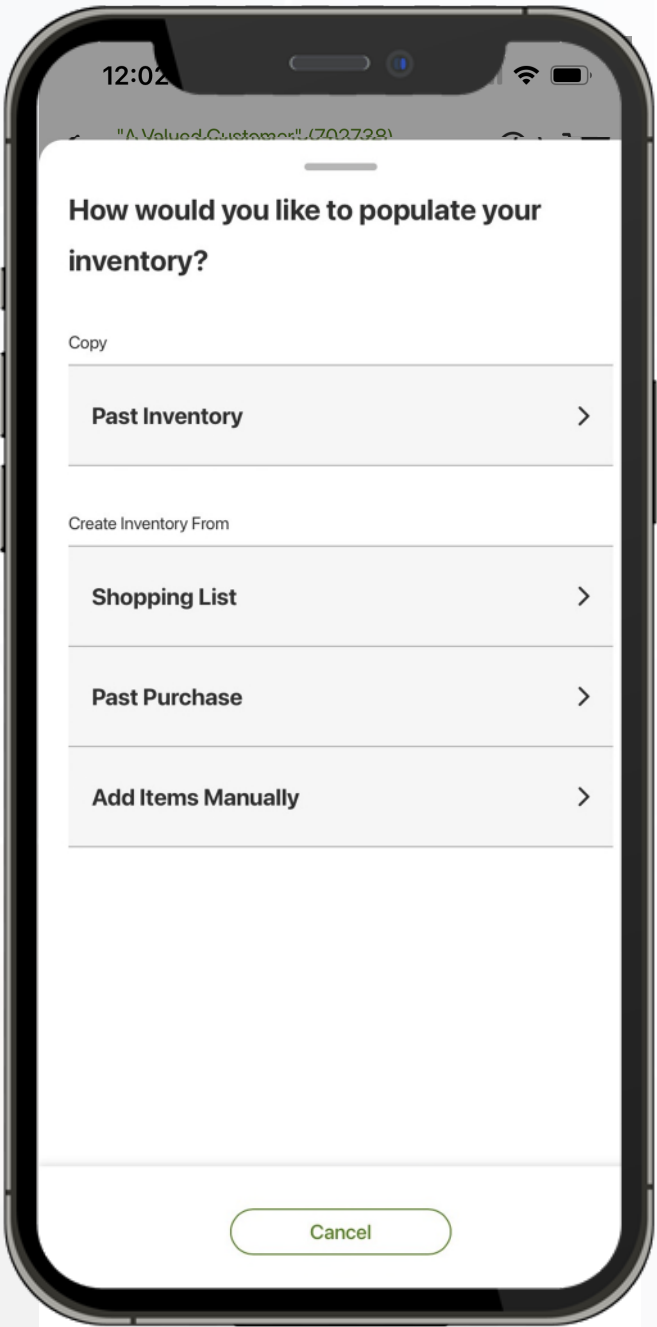 12:02
"A Valued Customer" (702738)
How would you like to populate your
inventory?
Copy
Past Inventory
Create Inventory From
Shopping List
Past Purchase
Add Items Manually
Cancel